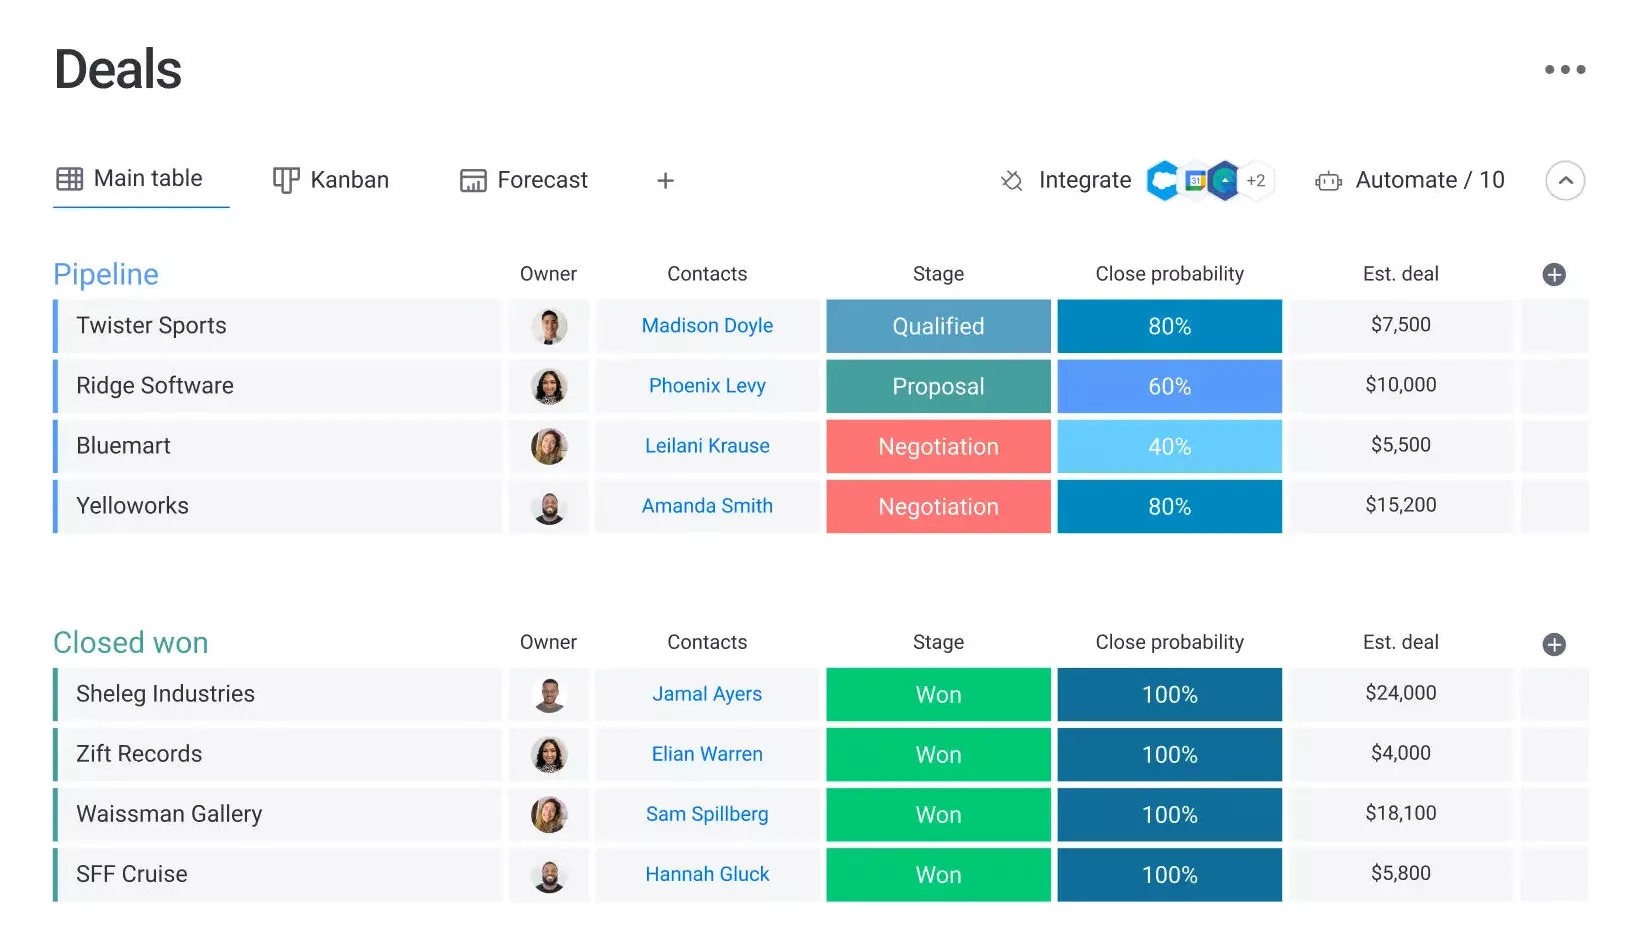 Deals
Main table Kanban Forecast + Integrate 31 +2 Automate / 10
Pipeline Owner Contacts Stage Close probability Est. deal
Twister Sports Madison Doyle Qualified 80% $7,500
Ridge Software Phoenix Levy Proposal 60% $10,000
Bluemart Leilani Krause Negotiation 40% $5,500
Yelloworks Amanda Smith Negotiation 80% $15,200
Closed won Owner Contacts Stage Close probability Est. deal
Sheleg Industries Jamal Ayers Won 100% $24,000
Zift Records Elian Warren Won 100% $4,000
Waissman Gallery Sam Spillberg Won 100% $18,100
SFF Cruise Hannah Gluck Won 100% $5,800